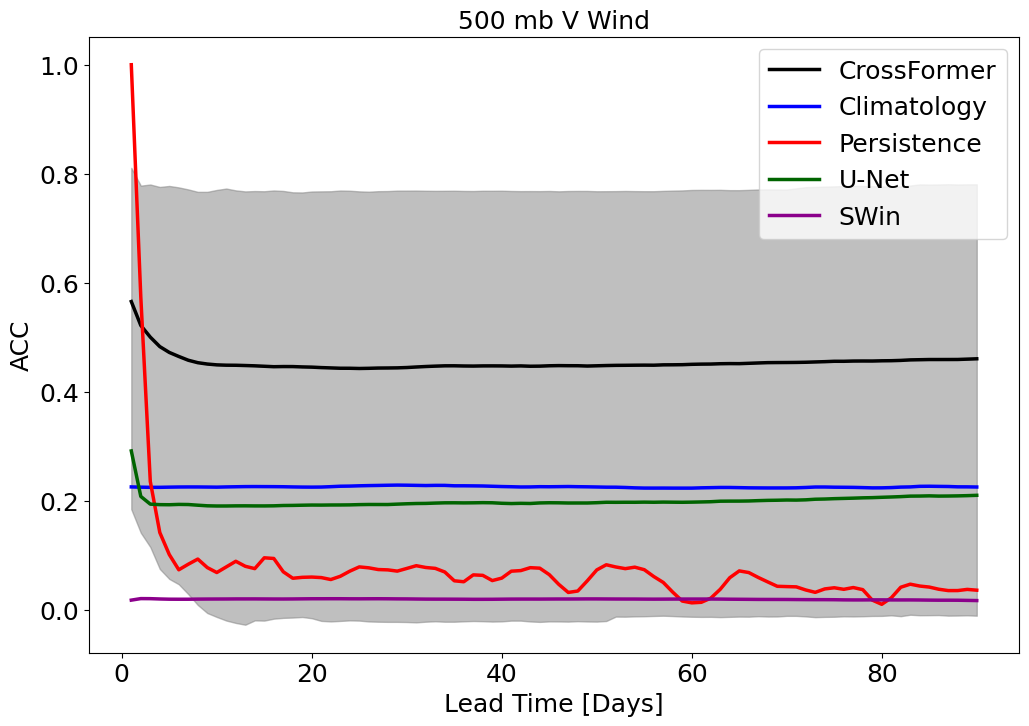 500 mb V Wind
1.0
0.8
0.6
0.4
0.2
0.0
ACC
CrossFormer
Climatology
Persistence
U-Net
SWin
0 20 40 60 80
Lead Time [Days]